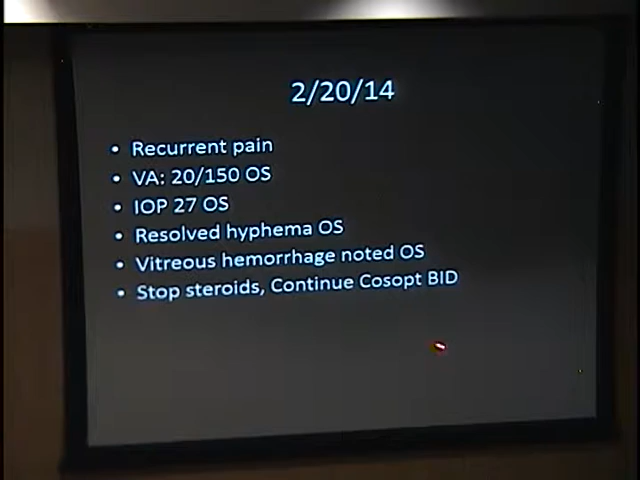 2/20/14
• Recurrent pain
• VA: 20/150 OS
• IOP 27 OS
• Resolved hyphema OS
• Vitreous hemorrhage noted OS
• Stop steroids, Continue Cosopt BID